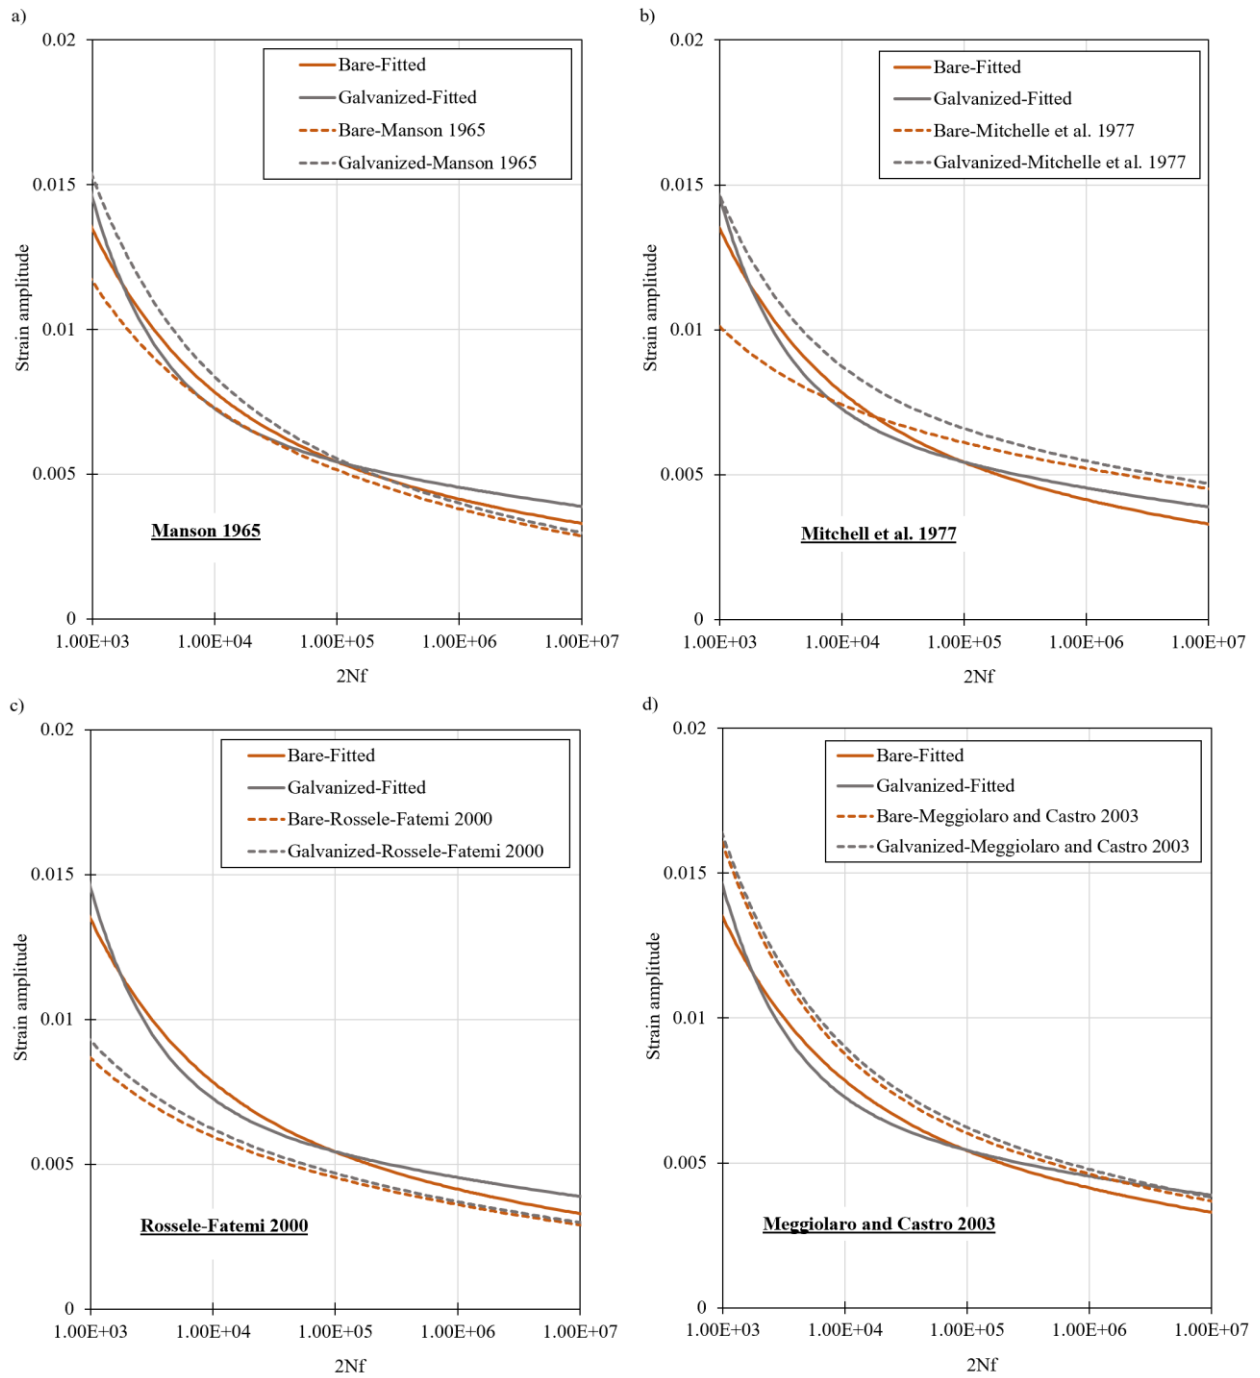 a)
0.02
0.015
0.01
0.005
0
Strain amplitude
Bare-Fitted
Galvanized-Fitted
Bare-Manson 1965
Galvanized-Manson 1965
Manson 1965
1.00E+03 1.00E+04 1.00E+05 1.00E+06 1.00E+07
2Nf
b)
0.02
0.015
0.01
0.005
0
Strain amplitude
Bare-Fitted
Galvanized-Fitted
Bare-Mitchelle et al. 1977
Galvanized-Mitchelle et al. 1977
Mitchell et al. 1977
1.00E+03 1.00E+04 1.00E+05 1.00E+06 1.00E+07
2Nf
c)
0.02
0.015
0.01
0.005
0
Strain amplitude
Bare-Fitted
Galvanized-Fitted
Bare-Rossele-Fatemi 2000
Galvanized-Rossele-Fatemi 2000
Rossele-Fatemi 2000
1.00E+03 1.00E+04 1.00E+05 1.00E+06 1.00E+07
2Nf
d)
0.02
0.015
0.01
0.005
0
Strain amplitude
Bare-Fitted
Galvanized-Fitted
Bare-Meggiolaro and Castro 2003
Galvanized-Meggiolaro and Castro 2003
Meggiolaro and Castro 2003
1.00E+03 1.00E+04 1.00E+05 1.00E+06 1.00E+07
2Nf